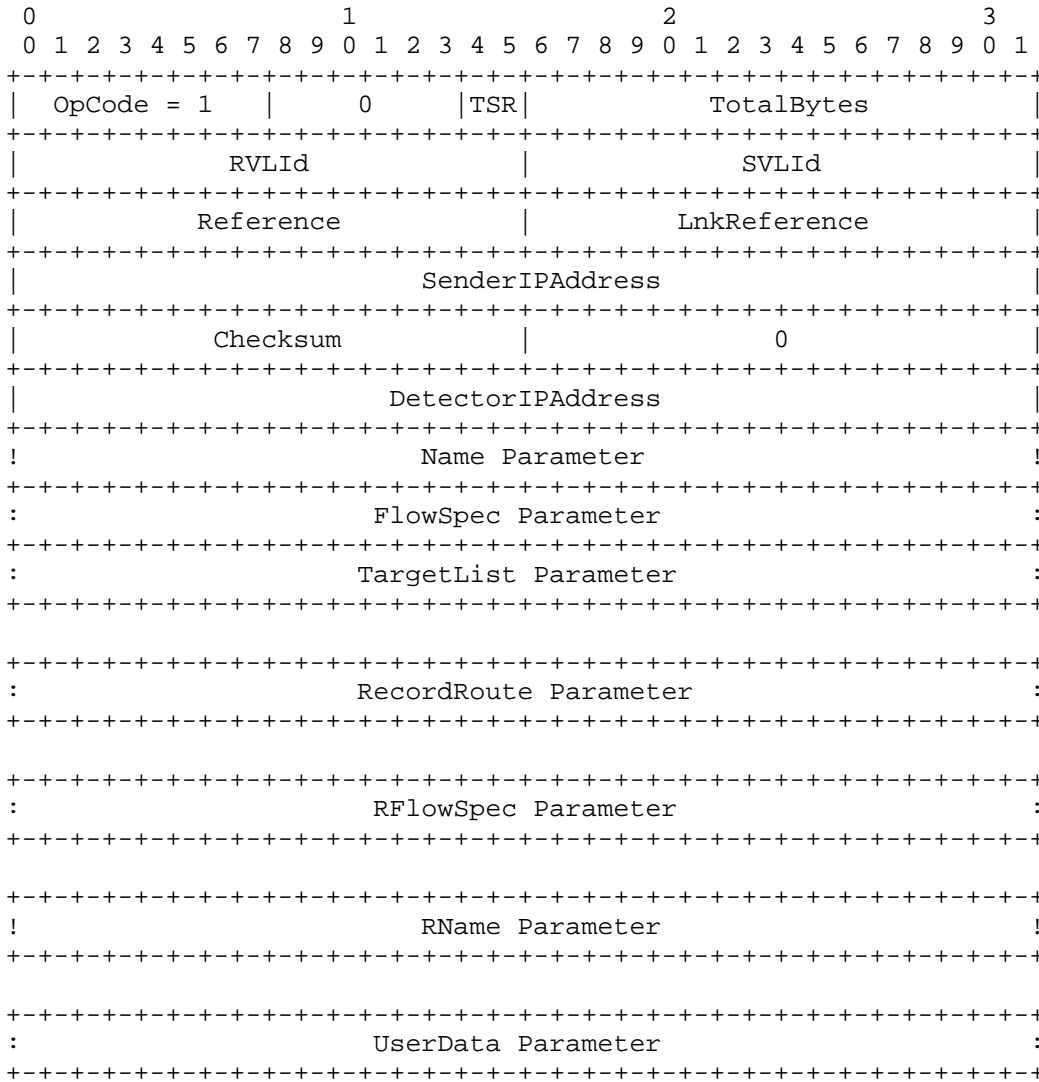 0                   1                   2                   3
0 1 2 3 4 5 6 7 8 9 0 1 2 3 4 5 6 7 8 9 0 1 2 3 4 5 6 7 8 9 0 1
+-+-+-+-+-+-+-+-+-+-+-+-+-+-+-+-+-+-+-+-+-+-+-+-+-+-+-+-+-+-+-+-+
|  OpCode = 1   |     0     |TSR|           TotalBytes          |
+-+-+-+-+-+-+-+-+-+-+-+-+-+-+-+-+-+-+-+-+-+-+-+-+-+-+-+-+-+-+-+-+
|             RVLId             |             SVLId             |
+-+-+-+-+-+-+-+-+-+-+-+-+-+-+-+-+-+-+-+-+-+-+-+-+-+-+-+-+-+-+-+-+
|           Reference           |         LnkReference          |
+-+-+-+-+-+-+-+-+-+-+-+-+-+-+-+-+-+-+-+-+-+-+-+-+-+-+-+-+-+-+-+-+
|                         SenderIPAddress                       |
+-+-+-+-+-+-+-+-+-+-+-+-+-+-+-+-+-+-+-+-+-+-+-+-+-+-+-+-+-+-+-+-+
|            Checksum           |               0               |
+-+-+-+-+-+-+-+-+-+-+-+-+-+-+-+-+-+-+-+-+-+-+-+-+-+-+-+-+-+-+-+-+
|                       DetectorIPAddress                       |
+-+-+-+-+-+-+-+-+-+-+-+-+-+-+-+-+-+-+-+-+-+-+-+-+-+-+-+-+-+-+-+-+
!                         Name Parameter                        !
+-+-+-+-+-+-+-+-+-+-+-+-+-+-+-+-+-+-+-+-+-+-+-+-+-+-+-+-+-+-+-+-+
:                      FlowSpec Parameter                       :
+-+-+-+-+-+-+-+-+-+-+-+-+-+-+-+-+-+-+-+-+-+-+-+-+-+-+-+-+-+-+-+-+
:                     TargetList Parameter                      :
+-+-+-+-+-+-+-+-+-+-+-+-+-+-+-+-+-+-+-+-+-+-+-+-+-+-+-+-+-+-+-+-+

+-+-+-+-+-+-+-+-+-+-+-+-+-+-+-+-+-+-+-+-+-+-+-+-+-+-+-+-+-+-+-+-+
:                     RecordRoute Parameter                     :
+-+-+-+-+-+-+-+-+-+-+-+-+-+-+-+-+-+-+-+-+-+-+-+-+-+-+-+-+-+-+-+-+

+-+-+-+-+-+-+-+-+-+-+-+-+-+-+-+-+-+-+-+-+-+-+-+-+-+-+-+-+-+-+-+-+
:                      RFlowSpec Parameter                      :
+-+-+-+-+-+-+-+-+-+-+-+-+-+-+-+-+-+-+-+-+-+-+-+-+-+-+-+-+-+-+-+-+

+-+-+-+-+-+-+-+-+-+-+-+-+-+-+-+-+-+-+-+-+-+-+-+-+-+-+-+-+-+-+-+-+
!                         RName Parameter                       !
+-+-+-+-+-+-+-+-+-+-+-+-+-+-+-+-+-+-+-+-+-+-+-+-+-+-+-+-+-+-+-+-+

+-+-+-+-+-+-+-+-+-+-+-+-+-+-+-+-+-+-+-+-+-+-+-+-+-+-+-+-+-+-+-+-+
:                      UserData Parameter                       :
+-+-+-+-+-+-+-+-+-+-+-+-+-+-+-+-+-+-+-+-+-+-+-+-+-+-+-+-+-+-+-+-+